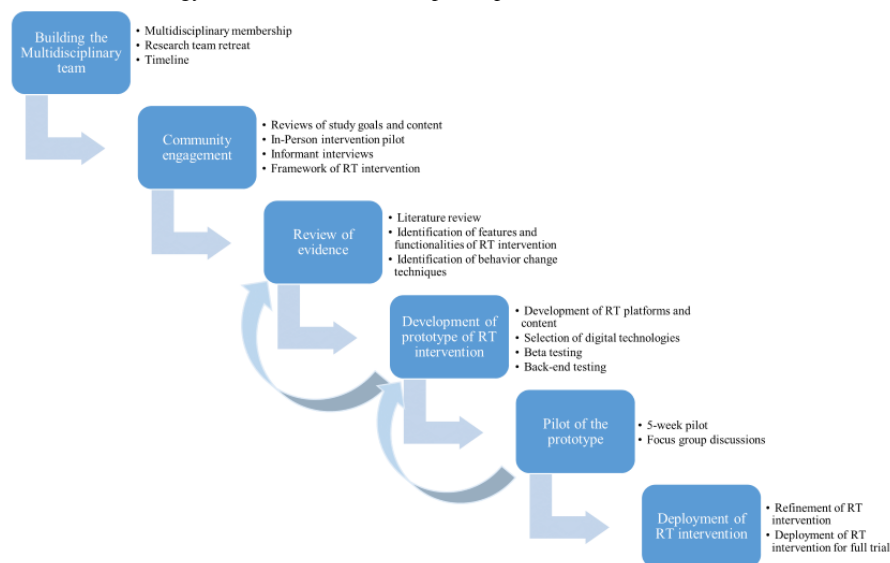 Building the
Multidisciplinary
team
• Multidisciplinary membership
• Research team retreat
• Timeline
Community
engagement
• Reviews of study goals and content
• In-Person intervention pilot
• Informant interviews
• Framework of RT intervention
Review of
evidence
• Literature review
• Identification of features and
functionalities of RT intervention
• Identification of behavior change
techniques
Development of
prototype of RT
intervention
• Development of RT platforms and
content
• Selection of digital technologies
• Beta testing
• Back-end testing
Pilot of the
prototype
• 5-week pilot
• Focus group discussions
Deployment of
RT intervention
• Refinement of RT
intervention
• Deployment of RT
intervention for full trial